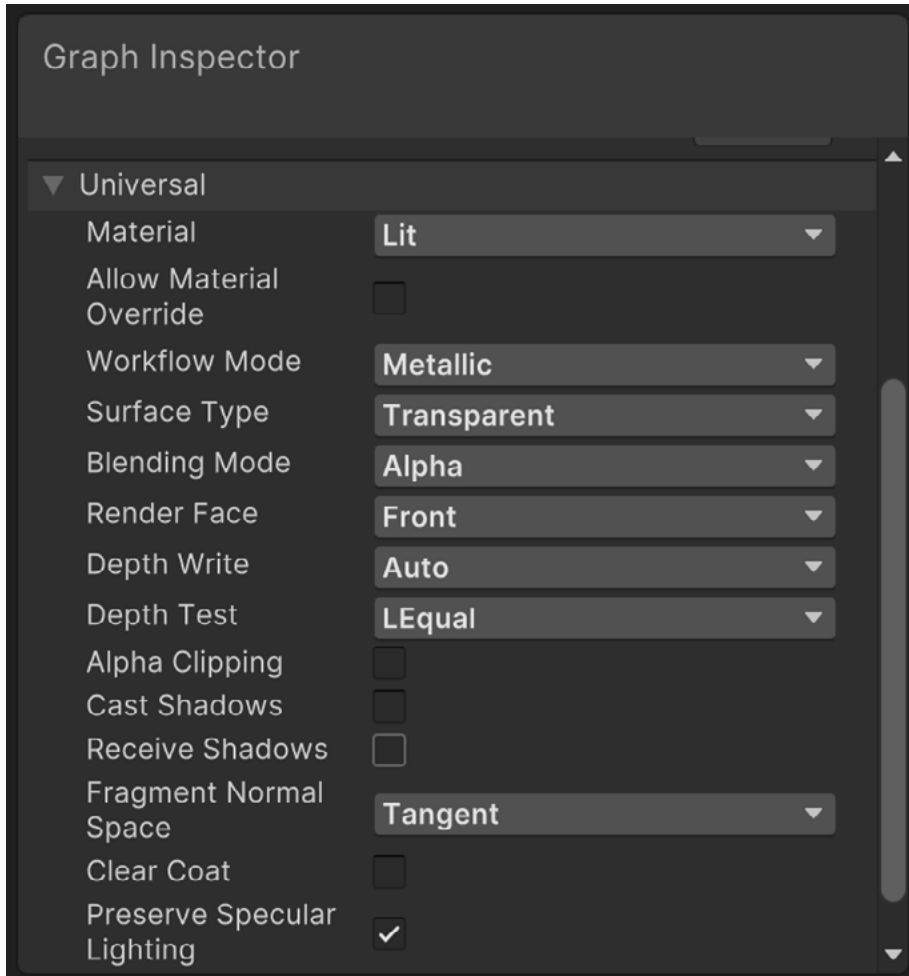 Graph Inspector
Universal
Material Lit
Allow Material
Override
Workflow Mode Metallic
Surface Type Transparent
Blending Mode Alpha
Render Face Front
Depth Write Auto
Depth Test LEqual
Alpha Clipping
Cast Shadows
Receive Shadows
Fragment Normal
Space Tangent
Clear Coat
Preserve Specular
Lighting